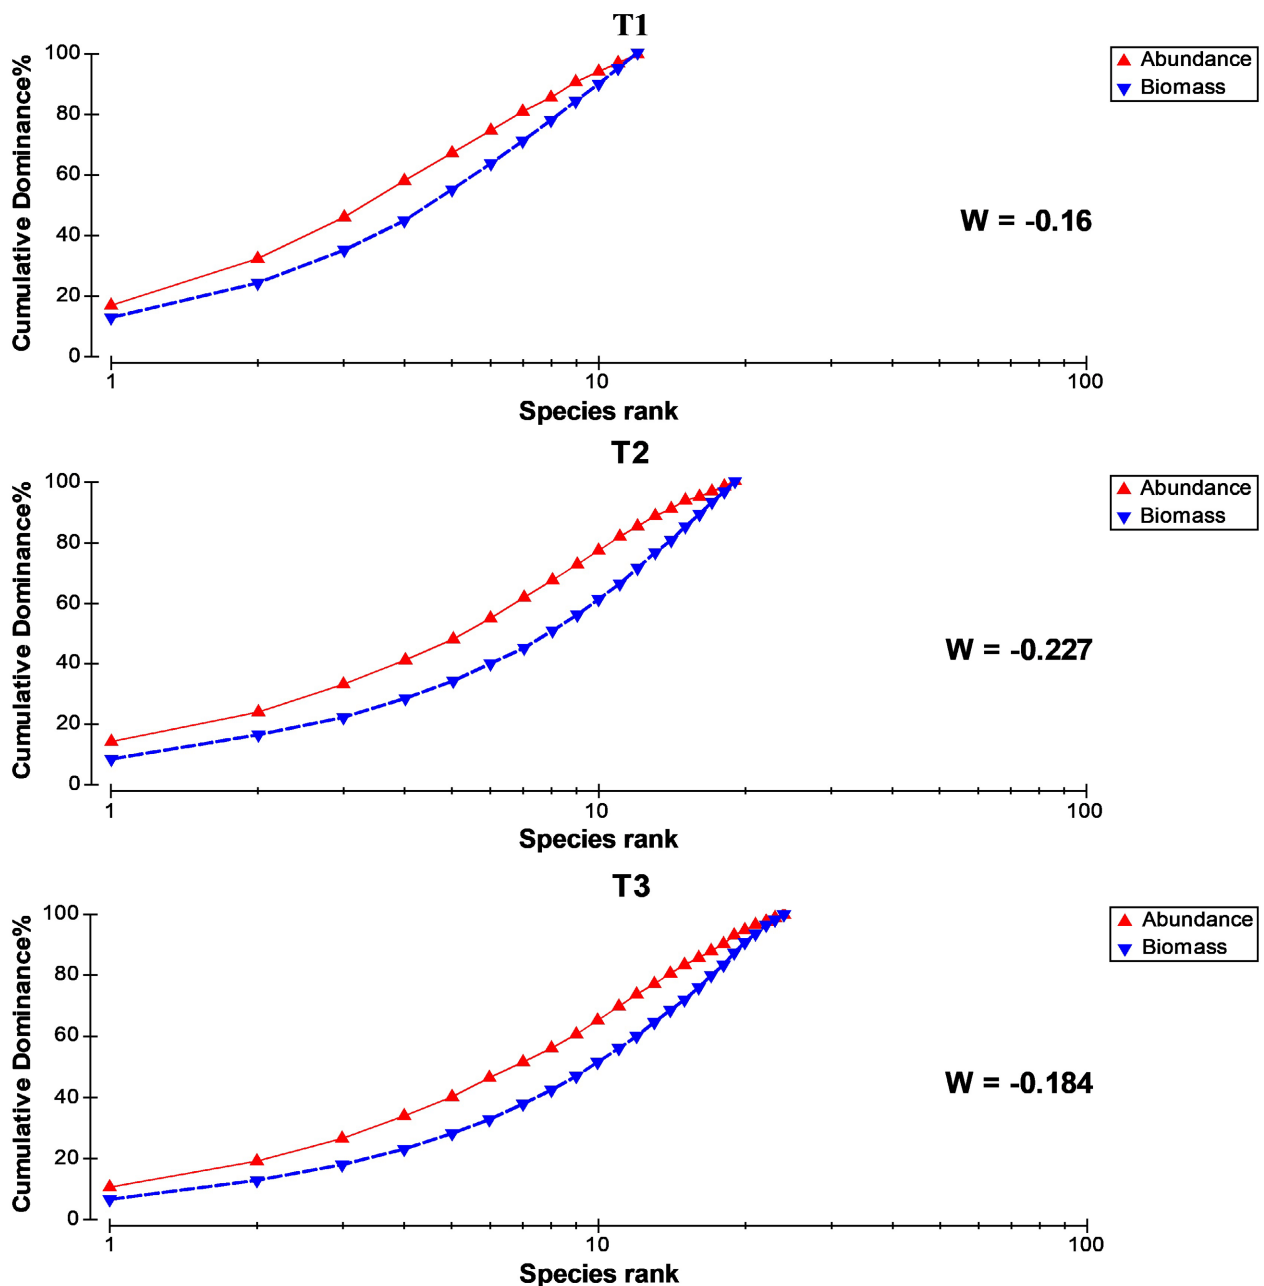 T1
Cumulative Dominance%
100
80
60
40
20
0
1
10
100
Species rank
Abundance
Biomass
W = -0.16
T2
Cumulative Dominance%
100
80
60
40
20
0
1
10
100
Species rank
Abundance
Biomass
W = -0.227
T3
Cumulative Dominance%
100
80
60
40
20
0
1
10
100
Species rank
Abundance
Biomass
W = -0.184